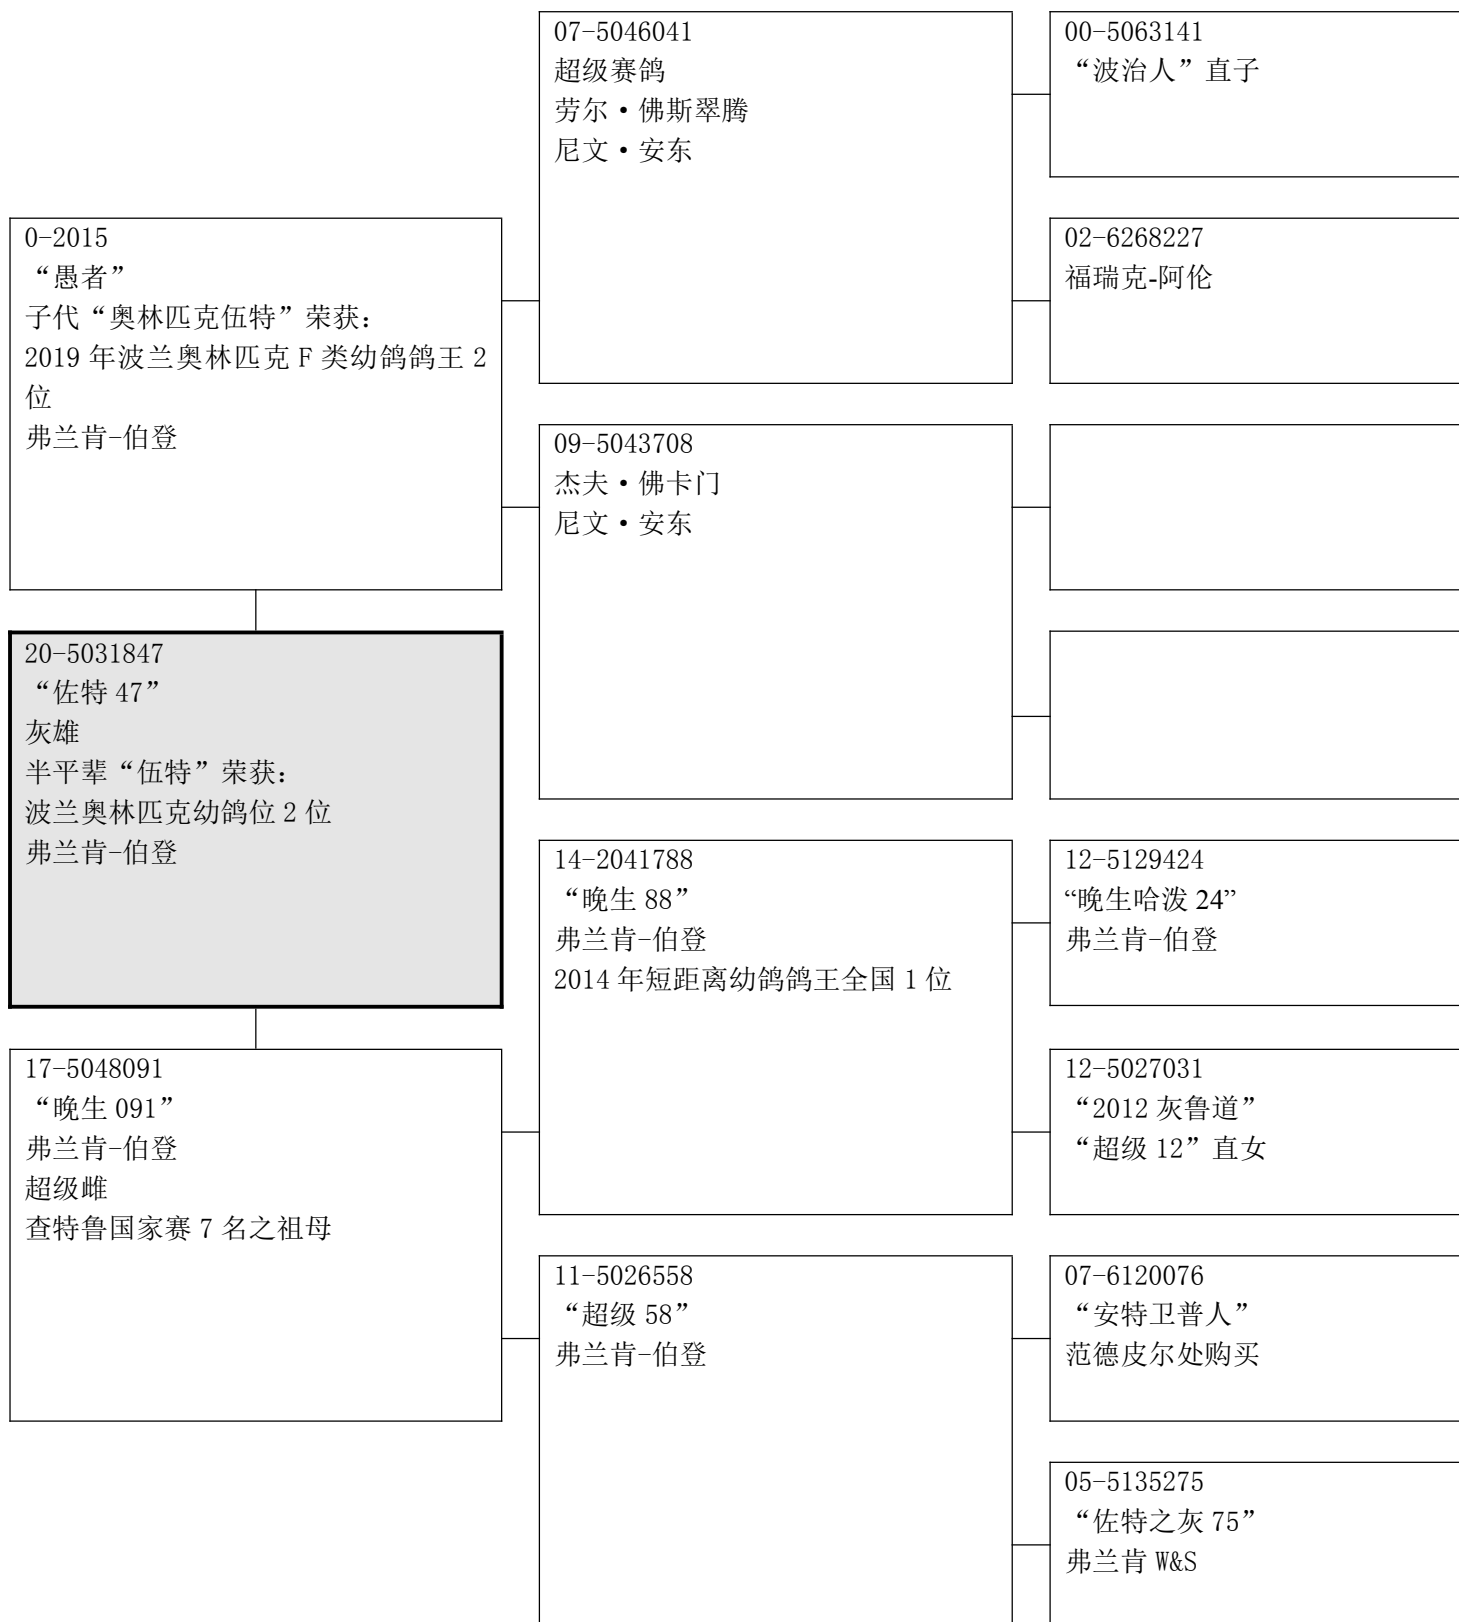 07-5046041
超级赛鸽
劳尔·佛斯翠腾
尼文·安东
00-5063141
“波治人”直子
02-6268227
福瑞克-阿伦
0-2015
“愚者”
子代“奥林匹克伍特”荣获：
2019 年波兰奥林匹克 F 类幼鸽鸽王 2
位
弗兰肯-伯登
09-5043708
杰夫·佛卡门
尼文·安东
20-5031847
“佐特 47”
灰雄
半平辈“伍特”荣获：
波兰奥林匹克幼鸽位 2 位
弗兰肯-伯登
14-2041788
“晚生 88”
弗兰肯-伯登
2014 年短距离幼鸽鸽王全国 1 位
12-5129424
“晚生哈泼 24”
弗兰肯-伯登
12-5027031
“2012 灰鲁道”
“超级 12”直女
17-5048091
“晚生 091”
弗兰肯-伯登
超级雌
查特鲁国家赛 7 名之祖母
11-5026558
“超级 58”
弗兰肯-伯登
07-6120076
“安特卫普人”
范德皮尔处购买
05-5135275
“佐特之灰 75”
弗兰肯 W&S